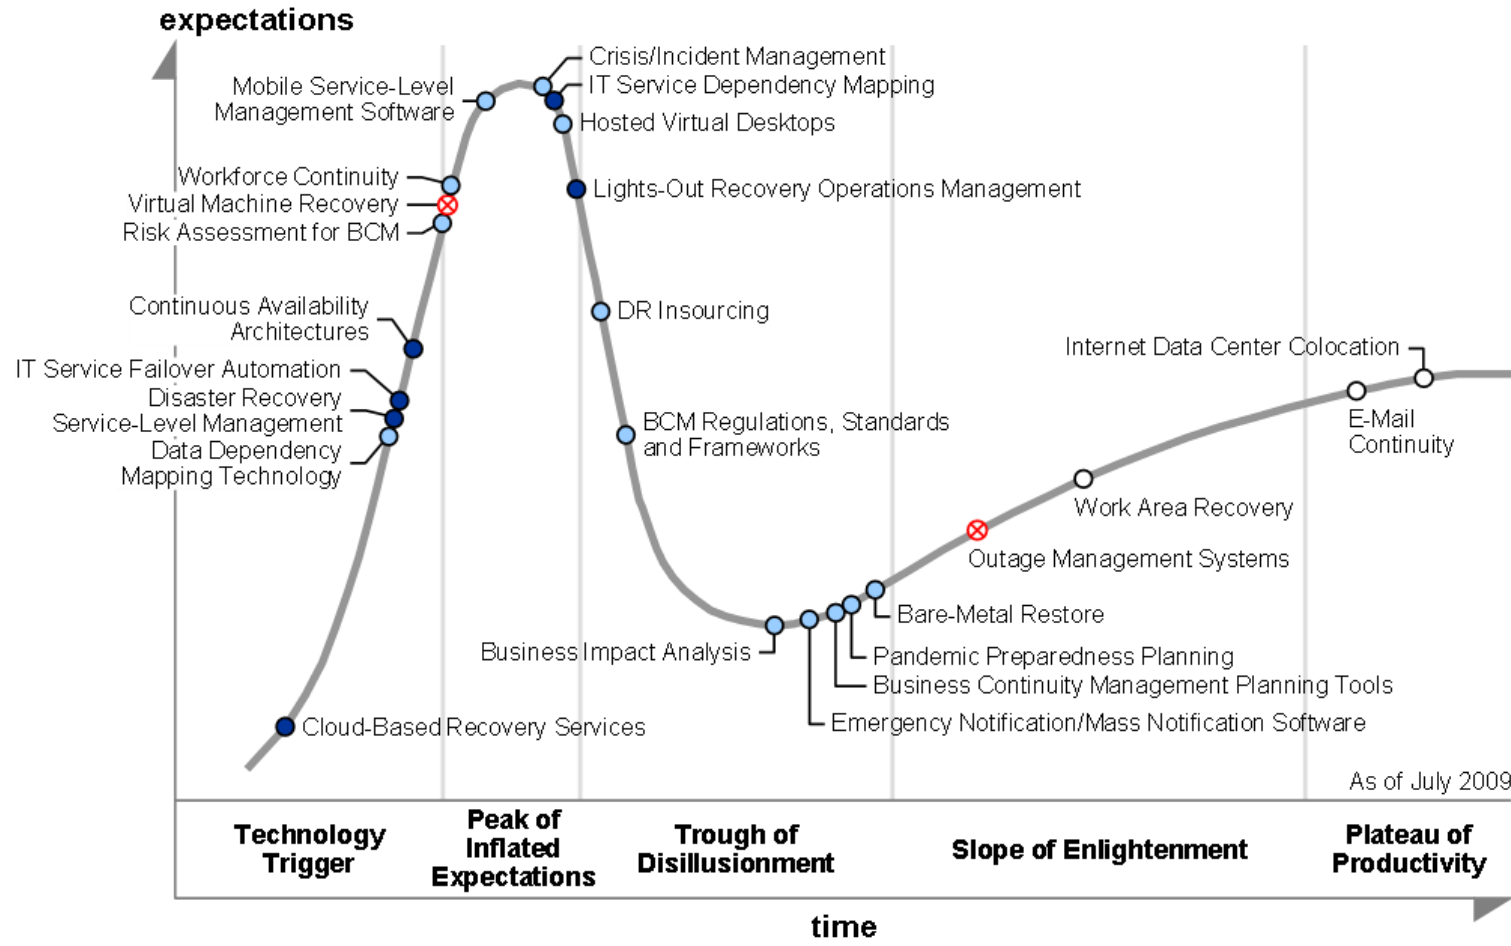 expectations
Crisis/Incident Management
Mobile Service-Level
Management Software
IT Service Dependency Mapping
Hosted Virtual Desktops
Workforce Continuity
Virtual Machine Recovery
Risk Assessment for BCM
Lights-Out Recovery Operations Management
Continuous Availability
Architectures
DR Insourcing
IT Service Failover Automation
Disaster Recovery
Service-Level Management
Data Dependency
Mapping Technology
BCM Regulations, Standards
and Frameworks
Internet Data Center Colocation
E-Mail
Continuity
Work Area Recovery
Outage Management Systems
Bare-Metal Restore
Business Impact Analysis
Pandemic Preparedness Planning
Business Continuity Management Planning Tools
Emergency Notification/Mass Notification Software
Cloud-Based Recovery Services
As of July 2009
Technology
Trigger
Peak of
Inflated
Expectations
Trough of
Disillusionment
Slope of Enlightenment
Plateau of
Productivity
time